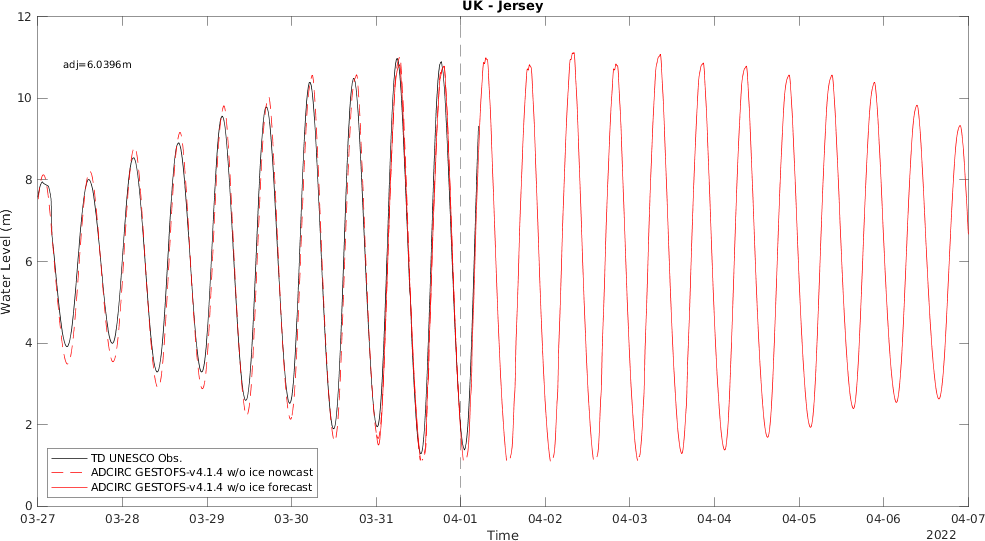 UK - Jersey
12
adj=6.0396m
10
8
6
4
2
0
Water Level (m)
TD UNESCO Obs.
ADCIRC GESTOFS-v4.1.4 w/o ice nowcast
ADCIRC GESTOFS-v4.1.4 w/o ice forecast
03-27 03-28 03-29 03-30 03-31 04-01 04-02 04-03 04-04 04-05 04-06 04-07
Time
2022